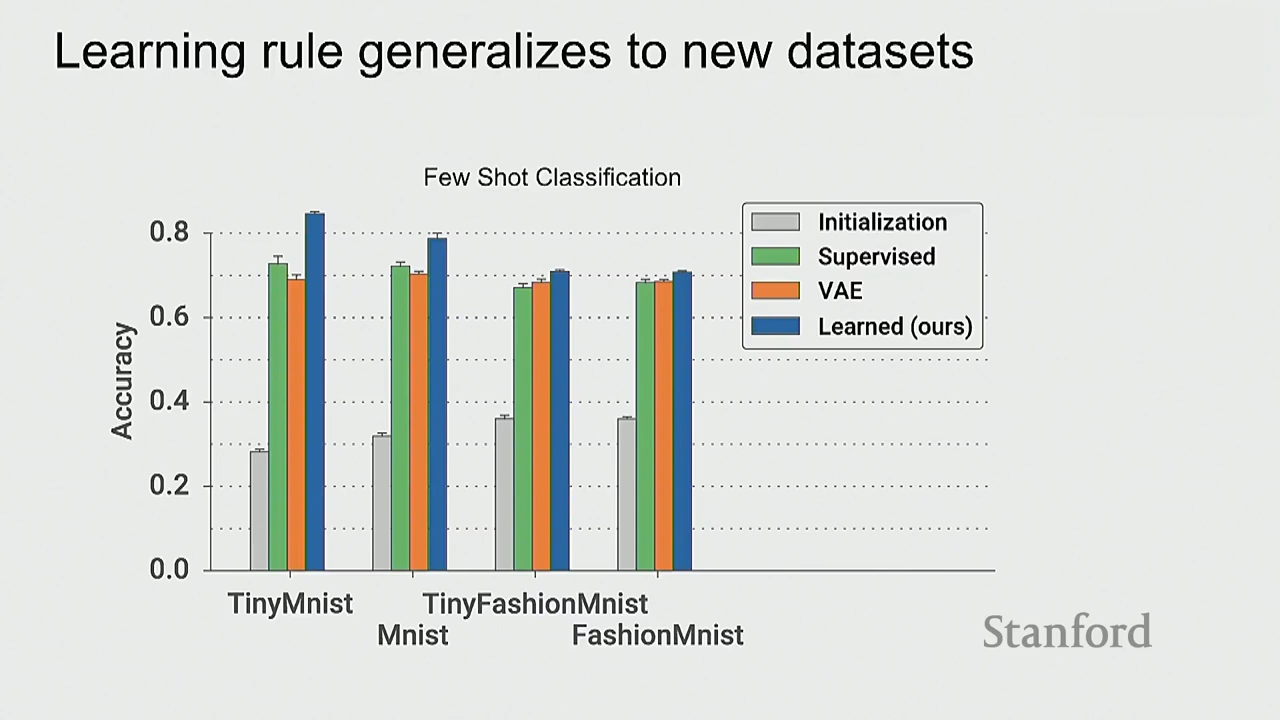 Learning rule generalizes to new datasets
Few Shot Classification
Accuracy
0.8
0.6
0.4
0.2
0.0
Initialization
Supervised
VAE
Learned (ours)
TinyMnist
Mnist
TinyFashionMnist
FashionMnist
Stanford